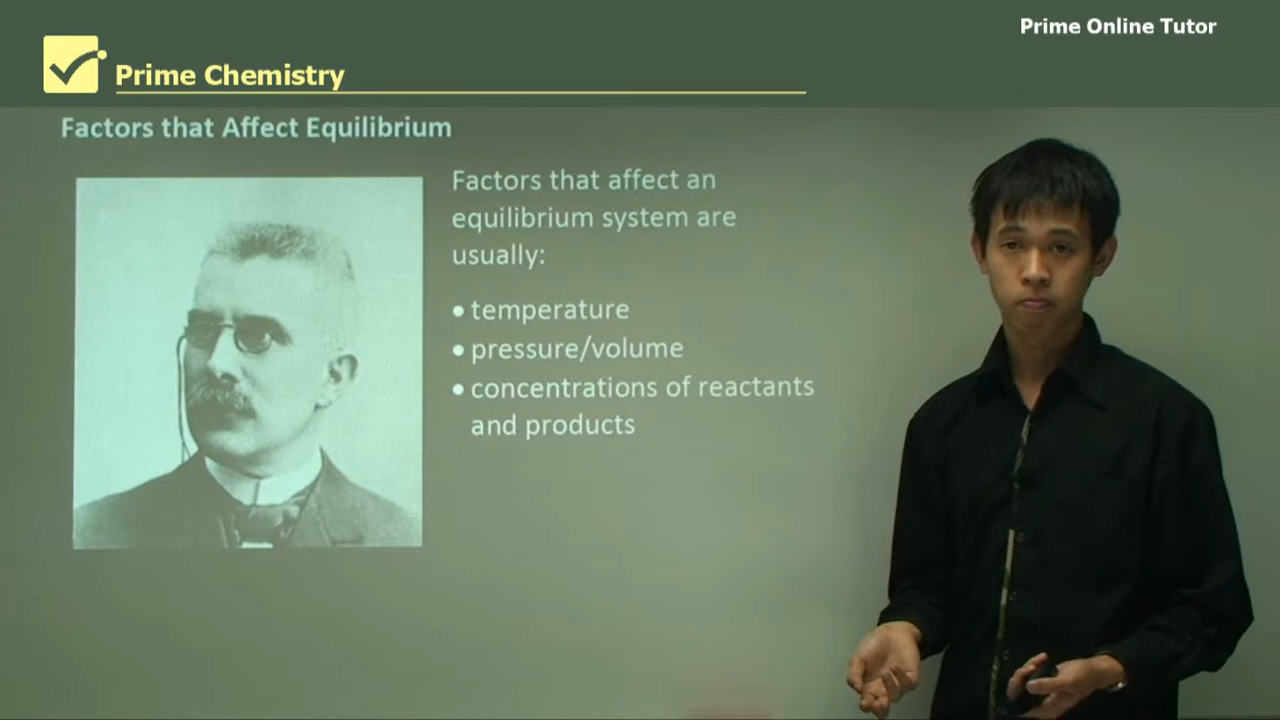 Prime Online Tutor
Prime Chemistry
Factors that Affect Equilibrium
Factors that affect an
equilibrium system are
usually:
• temperature
• pressure/volume
• concentrations of reactants
and products